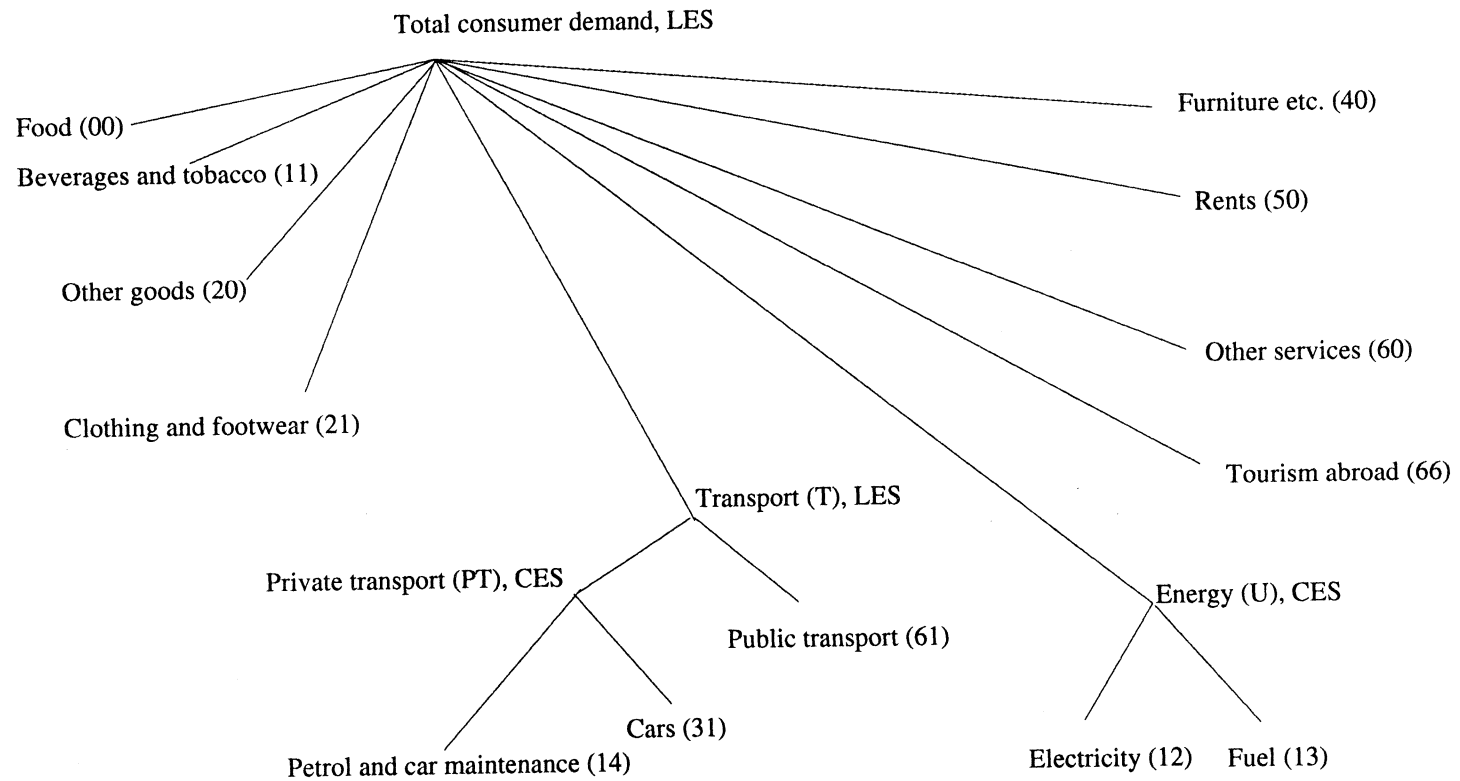 Total consumer demand, LES
Furniture etc. (40)
Food (00)
Beverages and tobacco (11)
Rents (50)
Other goods (20)
Other services (60)
Clothing and footwear (21)
Tourism abroad (66)
Transport (T), LES
Private transport (PT), CES
Energy (U), CES
Public transport (61)
Cars (31)
Petrol and car maintenance (14)
Electricity (12)
Fuel (13)